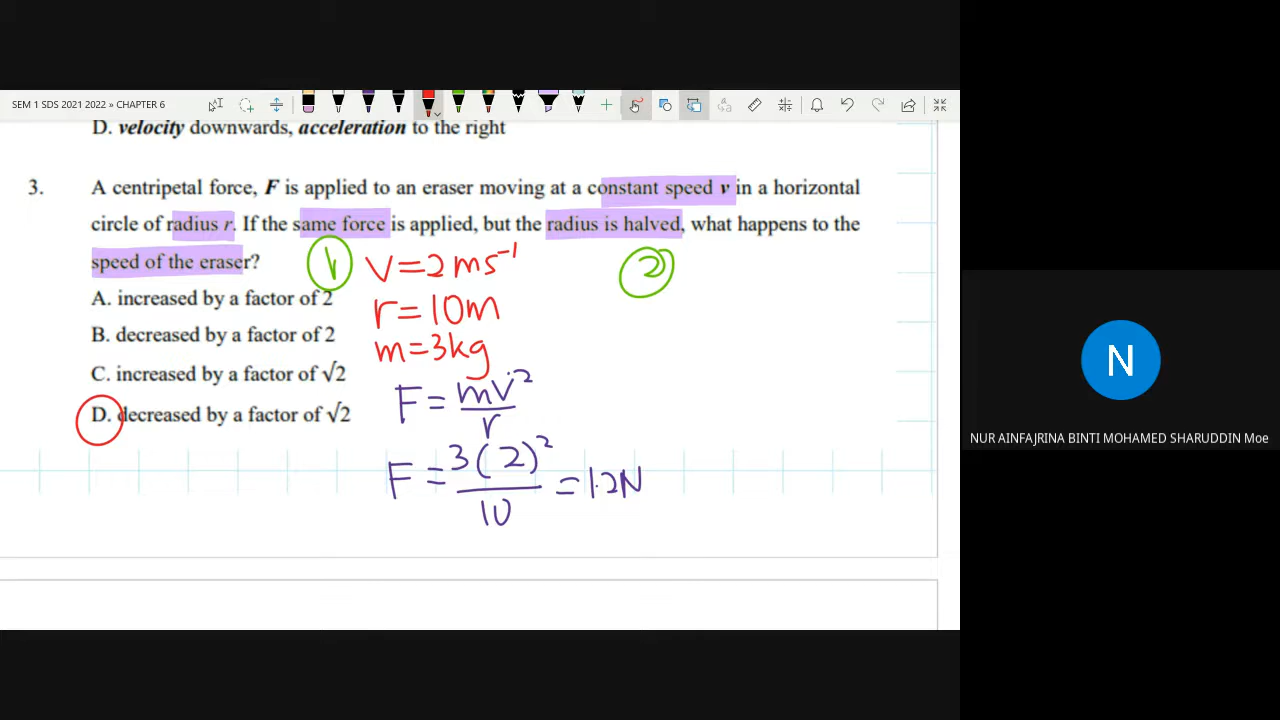 SEM 1 SDS 2021 2022 » CHAPTER 6
D. velocity downwards, acceleration to the right
3. A centripetal force, F is applied to an eraser moving at a constant speed v in a horizontal
circle of radius r. If the same force is applied, but the radius is halved, what happens to the
speed of the eraser?
A. increased by a factor of 2
B. decreased by a factor of 2
C. increased by a factor of √2
D. decreased by a factor of √2
1
v = 2 ms⁻¹
r = 10m
m = 3kg
F = mv²/r
F = 3(2)²/10 = 1.2N
2
N
NUR AINFAJRINA BINTI MOHAMED SHARUDDIN Moe